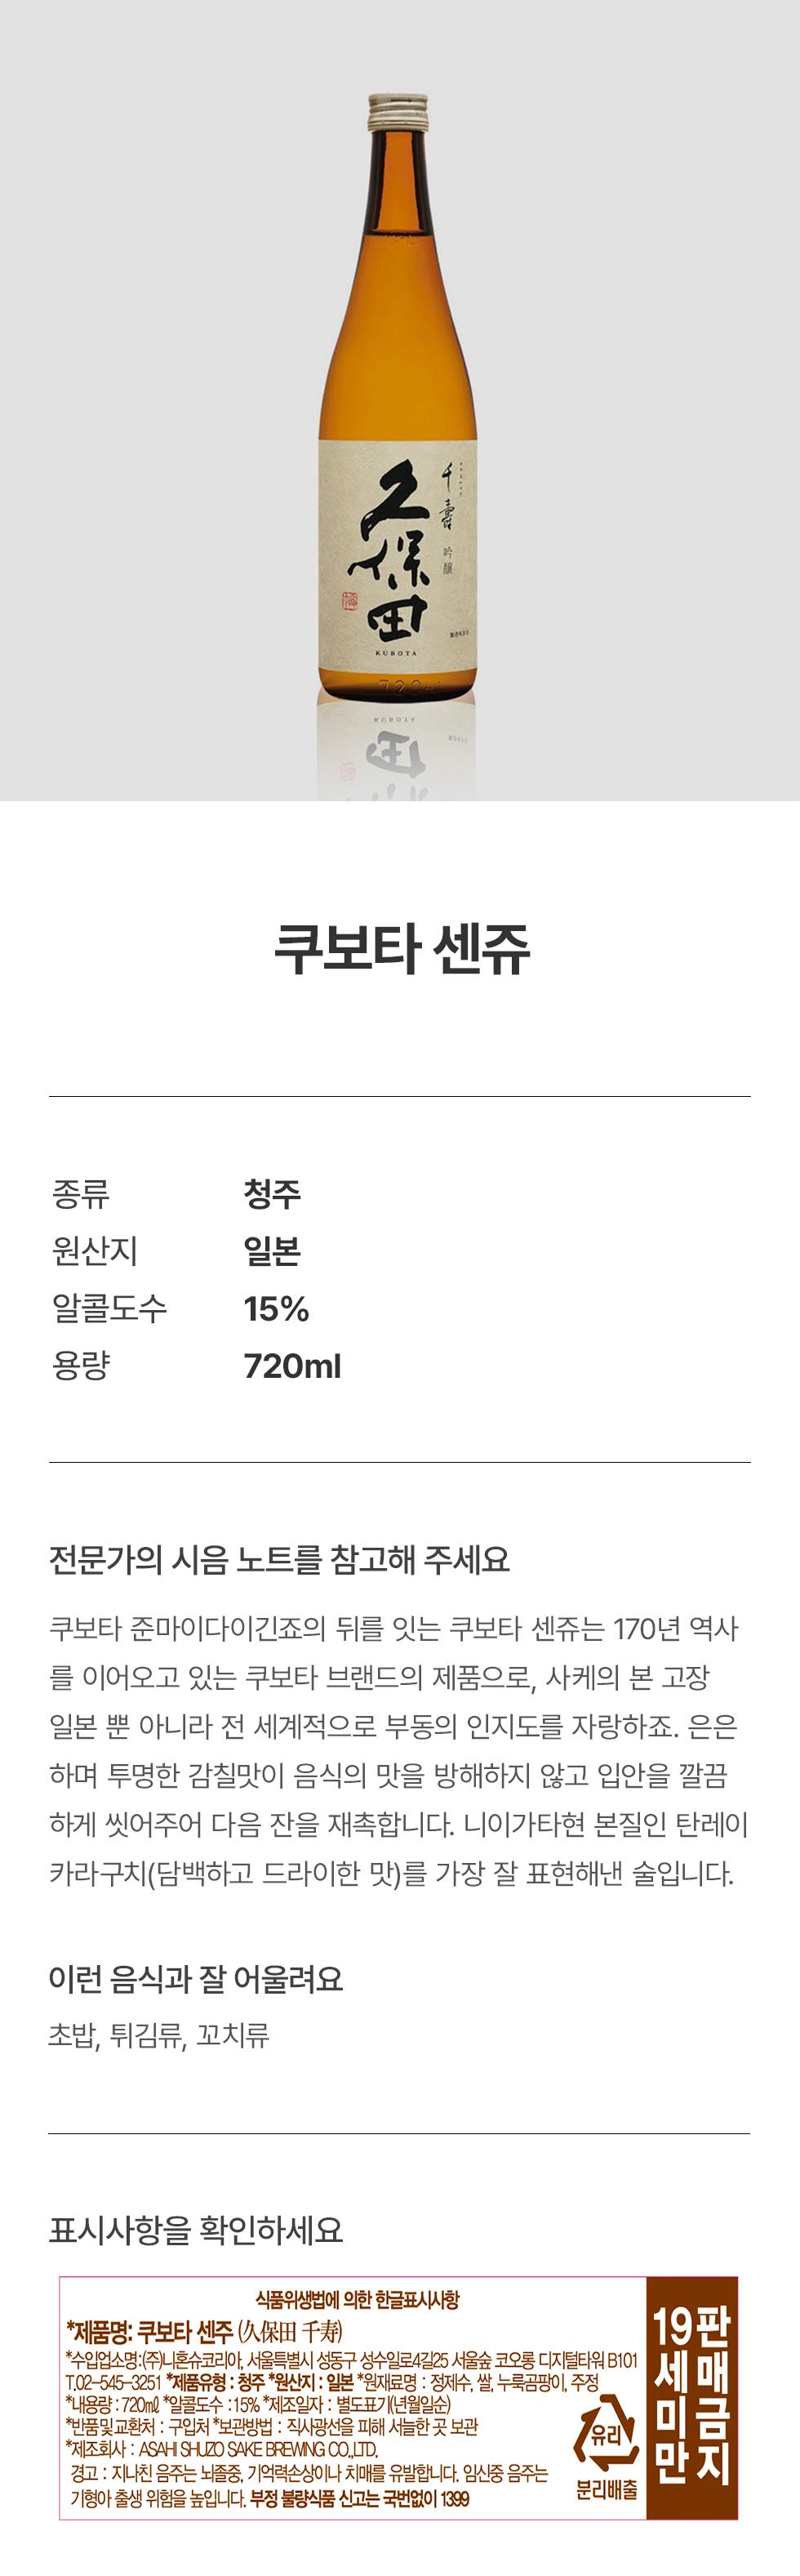 久保田
千壽
吟醸
KUBOTA
720ml
쿠보타 센쥬
종류 청주
원산지 일본
알콜도수 15%
용량 720ml
전문가의 시음 노트를 참고해 주세요
쿠보타 준마이다이긴죠의 뒤를 잇는 쿠보타 센쥬는 170년 역사
를 이어오고 있는 쿠보타 브랜드의 제품으로, 사케의 본 고장
일본 뿐 아니라 전 세계적으로 부동의 인지도를 자랑하죠. 은은
하며 투명한 감칠맛이 음식의 맛을 방해하지 않고 입안을 깔끔
하게 씻어주어 다음 잔을 재촉합니다. 니이가타현 본질인 탄레이
카라구치(담백하고 드라이한 맛)를 가장 잘 표현해낸 술입니다.
이런 음식과 잘 어울려요
초밥, 튀김류, 꼬치류
표시사항을 확인하세요
식품위생법에 의한 한글표시사항
*제품명: 쿠보타 센주 (久保田 千寿)
*수입업소명:(주)니혼슈코리아, 서울특별시 성동구 성수일로4길25 서울숲 코오롱 디지털타워 B101
T.02-545-3251 *제품유형 : 청주 *원산지 : 일본 *원재료명 : 정제수, 쌀, 누룩곰팡이, 주정
*내용량 : 720㎖ *알콜도수 : 15% *제조일자 : 별도표기(년월일순)
*반품및교환처 : 구입처 *보관방법 : 직사광선을 피해 서늘한 곳 보관
*제조회사 : ASAHI SHUZO SAKE BREWING CO.,LTD.
경고 : 지나친 음주는 뇌졸중, 기억력손상이나 치매를 유발합니다. 임신중 음주는
기형아 출생 위험을 높입니다. 부정 불량식품 신고는 국번없이 1399
유리
분리배출
19세미만
판매금지